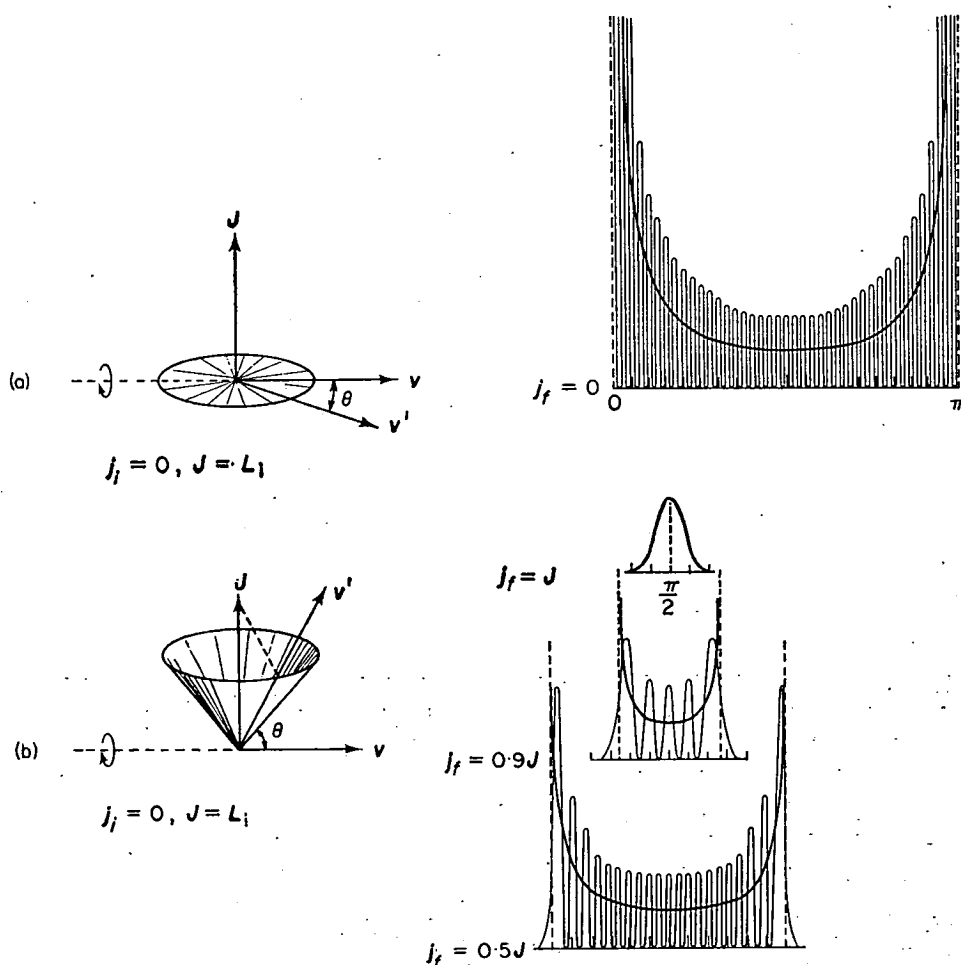 J
(a)
v
θ
v'
j_i = 0, J = L_i
j_f = 0
0
π
J
v'
(b)
θ
v
j_i = 0, J = L_i
j_f = J
π/2
j_f = 0·9J
j_f = 0·5J